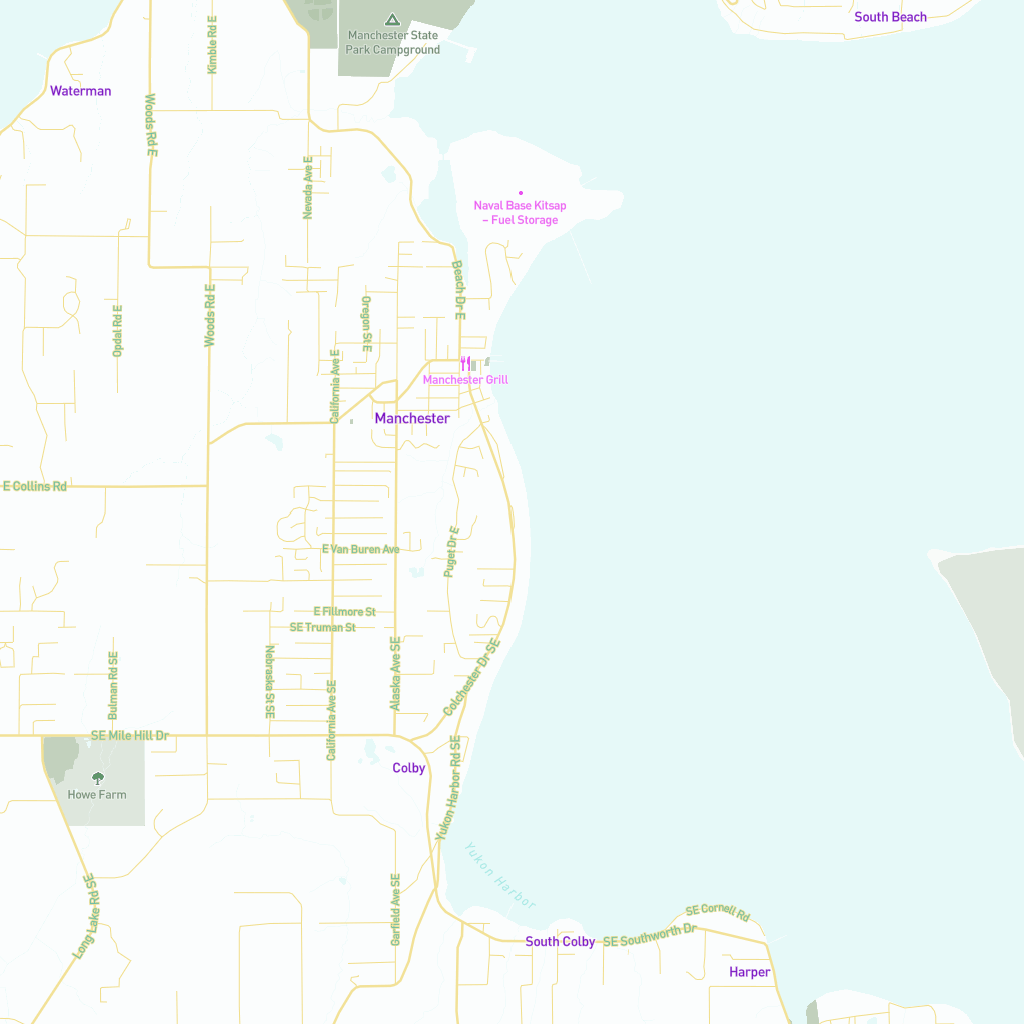 South Beach
Kimble Rd E
Manchester State
Park Campground
Waterman
Woods Rd E
Nevada Ave E
Naval Base Kitsap
– Fuel Storage
Beach Dr E
Opdal Rd E
Woods Rd E
Oregon St E
California Ave E
Manchester Grill
Manchester
E Collins Rd
Puget Dr E
E Van Buren Ave
E Fillmore St
SE Truman St
Nebraska St SE
Bulman Rd SE
Alaska Ave SE
Colchester Dr SE
California Ave SE
SE Mile Hill Dr
Colby
Yukon Harbor Rd SE
Howe Farm
Yukon Harbor
Long Lake Rd SE
Garfield Ave SE
SE Cornell Rd
South Colby
SE Southworth Dr
Harper